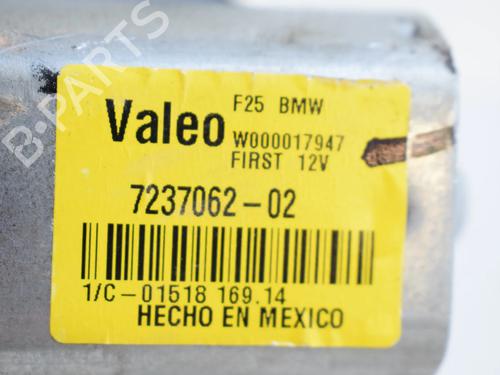 B-PARTS
Valeo
F25 BMW
W000017947
FIRST 12V
7237062-02
1/C-01518 169.14
HECHO EN MEXICO